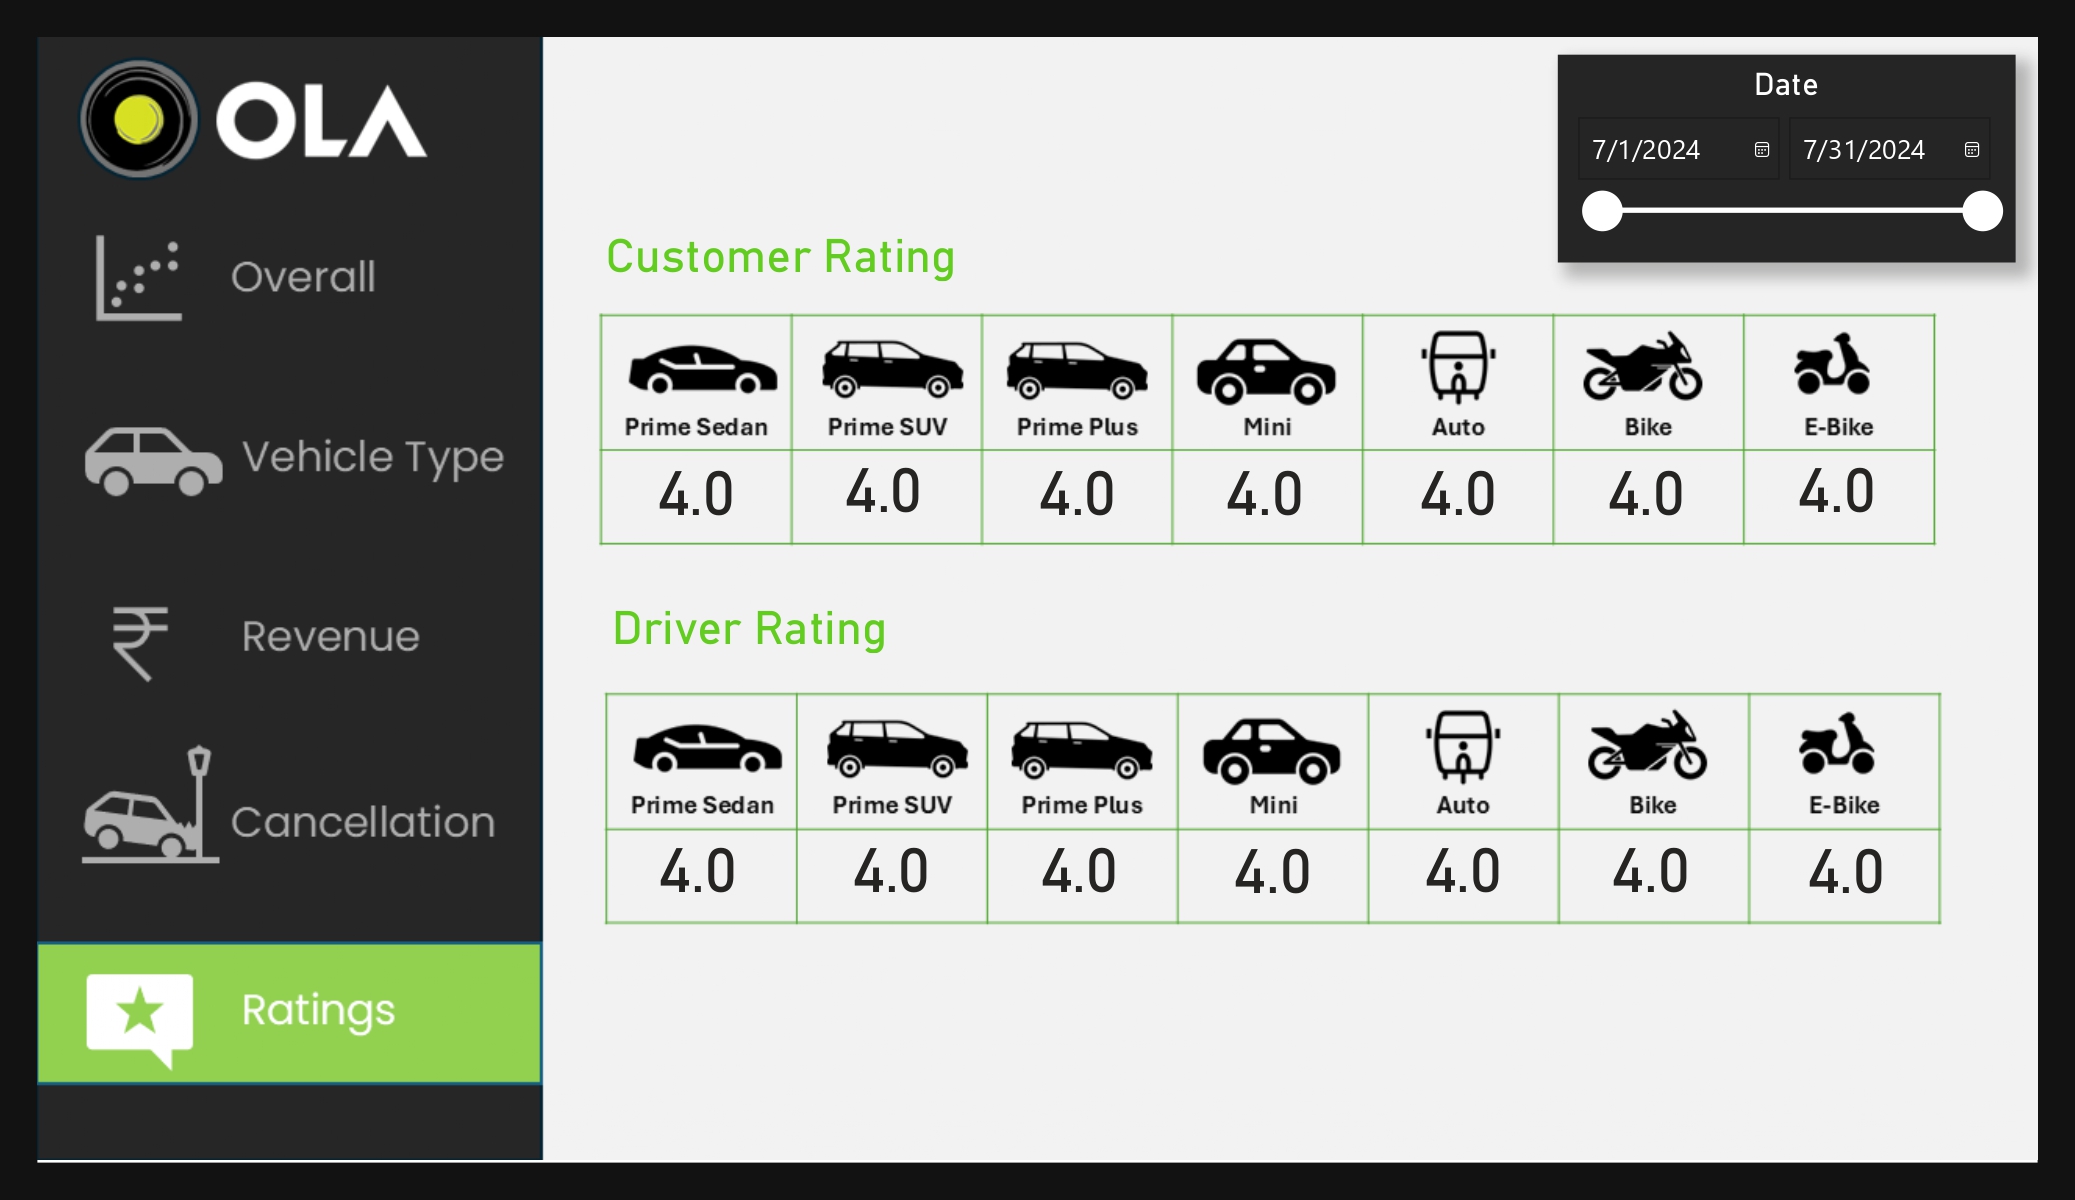 OLA
Overall
Vehicle Type
Revenue
Cancellation
Ratings
Date
7/1/2024 7/31/2024
Customer Rating
Prime Sedan Prime SUV Prime Plus Mini Auto Bike E-Bike
4.0 4.0 4.0 4.0 4.0 4.0 4.0
Driver Rating
Prime Sedan Prime SUV Prime Plus Mini Auto Bike E-Bike
4.0 4.0 4.0 4.0 4.0 4.0 4.0